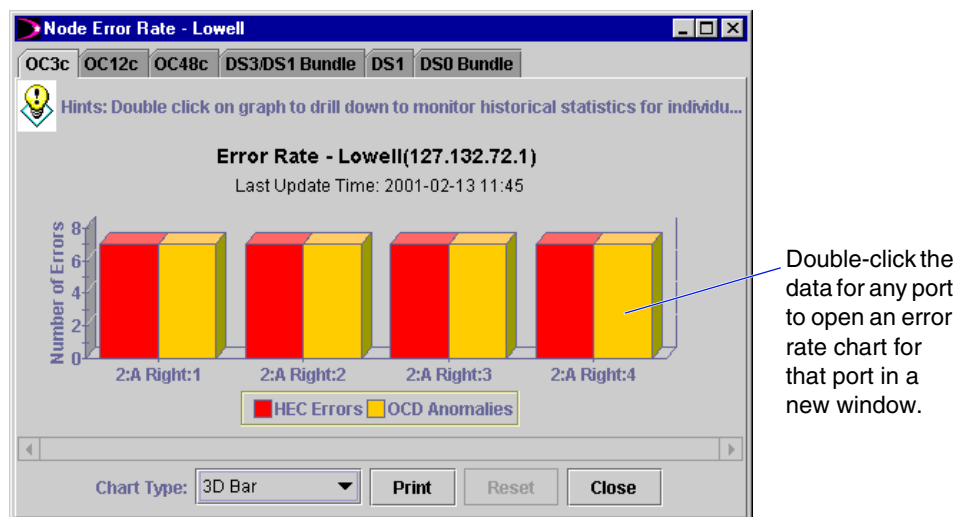 Node Error Rate - Lowell
OC3c OC12c OC48c DS3/DS1 Bundle DS1 DS0 Bundle
Hints: Double click on graph to drill down to monitor historical statistics for individu...
Error Rate - Lowell(127.132.72.1)
Last Update Time: 2001-02-13 11:45
Number of Errors
8
6
4
2
0
2:A Right:1 2:A Right:2 2:A Right:3 2:A Right:4
HEC Errors OCD Anomalies
Chart Type: 3D Bar Print Reset Close
Double-click the
data for any port
to open an error
rate chart for
that port in a
new window.